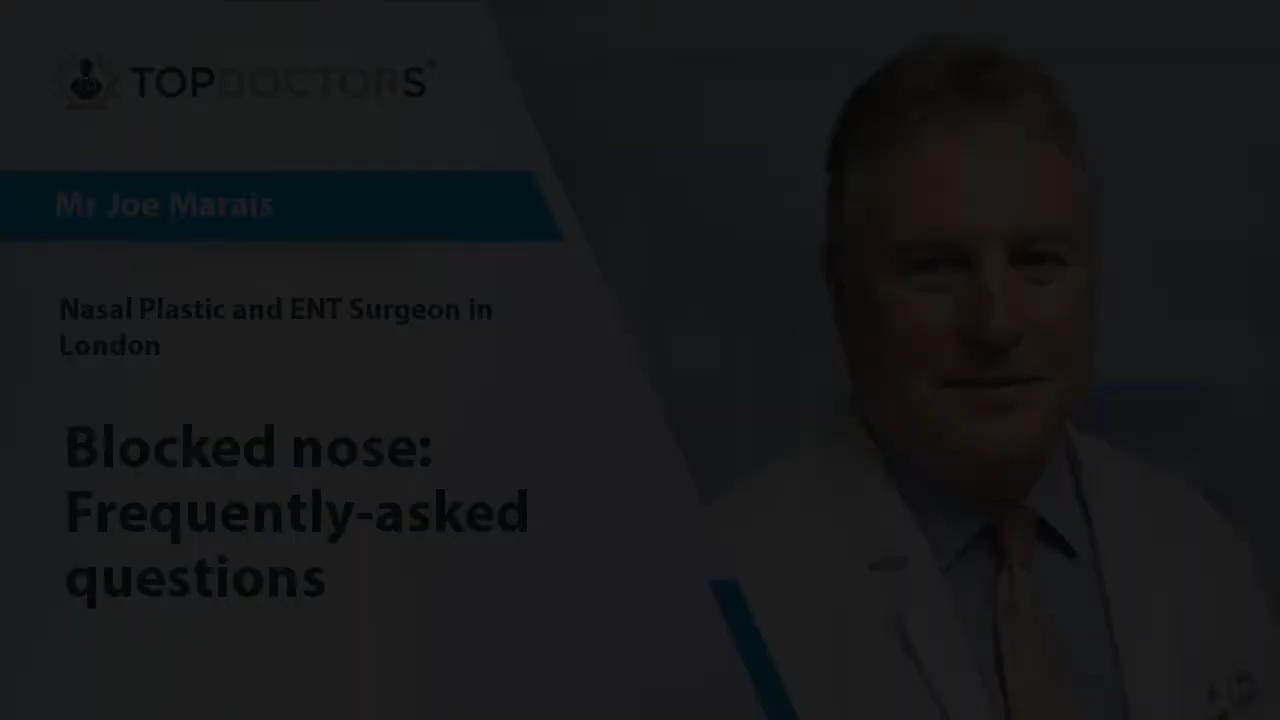 TOPDOCTORS
Mr Joe Marais
Nasal Plastic and ENT Surgeon in
London
Blocked nose:
Frequently-asked
questions